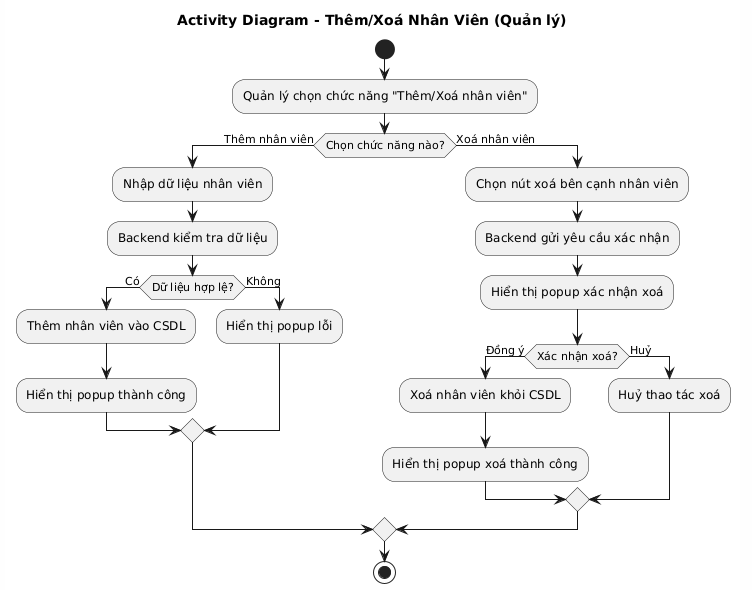 Activity Diagram - Thêm/Xoá Nhân Viên (Quản lý)
Quản lý chọn chức năng "Thêm/Xoá nhân viên"
Chọn chức năng nào?
Thêm nhân viên
Xoá nhân viên
Nhập dữ liệu nhân viên
Backend kiểm tra dữ liệu
Dữ liệu hợp lệ?
Có
Không
Thêm nhân viên vào CSDL
Hiển thị popup thành công
Hiển thị popup lỗi
Chọn nút xoá bên cạnh nhân viên
Backend gửi yêu cầu xác nhận
Hiển thị popup xác nhận xoá
Xác nhận xoá?
Đồng ý
Huỷ
Xoá nhân viên khỏi CSDL
Hiển thị popup xoá thành công
Huỷ thao tác xoá